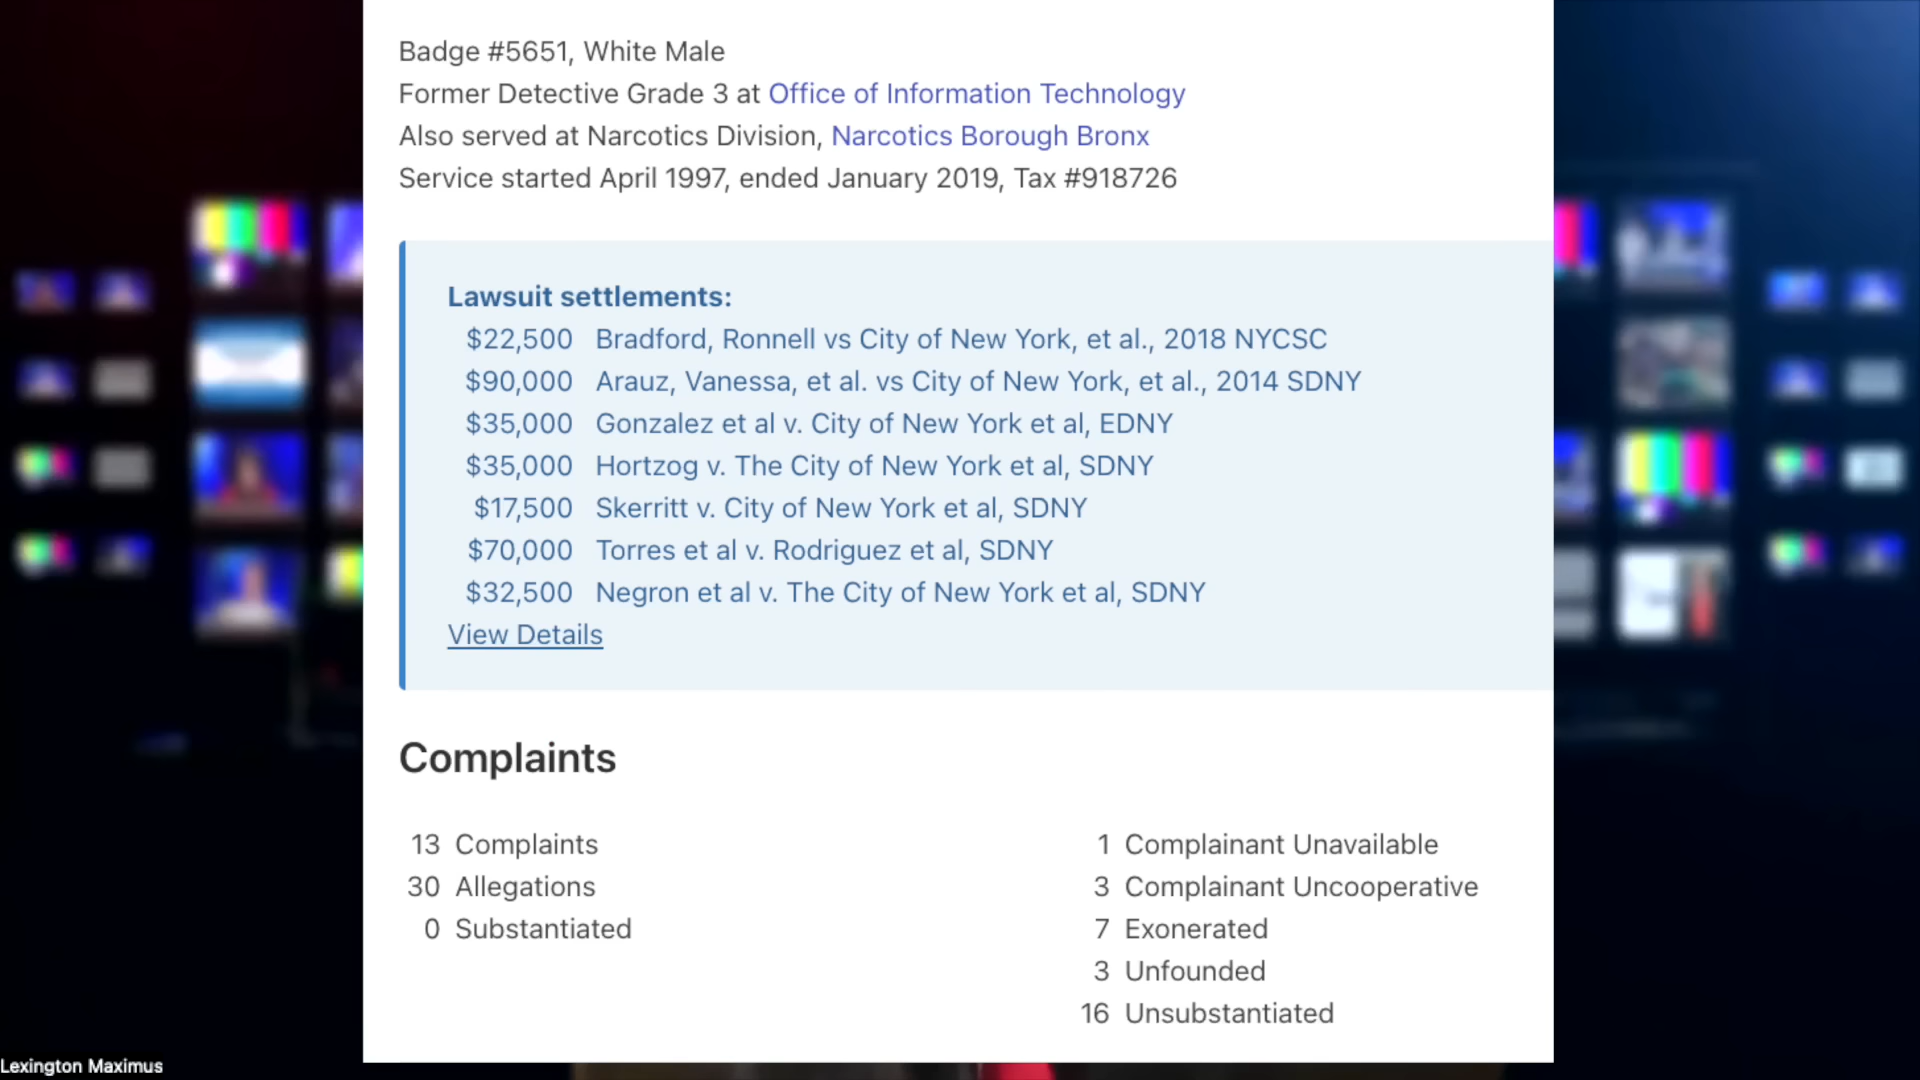 Badge #5651, White Male
Former Detective Grade 3 at Office of Information Technology
Also served at Narcotics Division, Narcotics Borough Bronx
Service started April 1997, ended January 2019, Tax #918726
Lawsuit settlements:
$22,500 Bradford, Ronnell vs City of New York, et al., 2018 NYCSC
$90,000 Arauz, Vanessa, et al. vs City of New York, et al., 2014 SDNY
$35,000 Gonzalez et al v. City of New York et al, EDNY
$35,000 Hortzog v. The City of New York et al, SDNY
$17,500 Skerritt v. City of New York et al, SDNY
$70,000 Torres et al v. Rodriguez et al, SDNY
$32,500 Negron et al v. The City of New York et al, SDNY
View Details
Complaints
13 Complaints
30 Allegations
0 Substantiated
1 Complainant Unavailable
3 Complainant Uncooperative
7 Exonerated
3 Unfounded
16 Unsubstantiated
Lexington Maximus